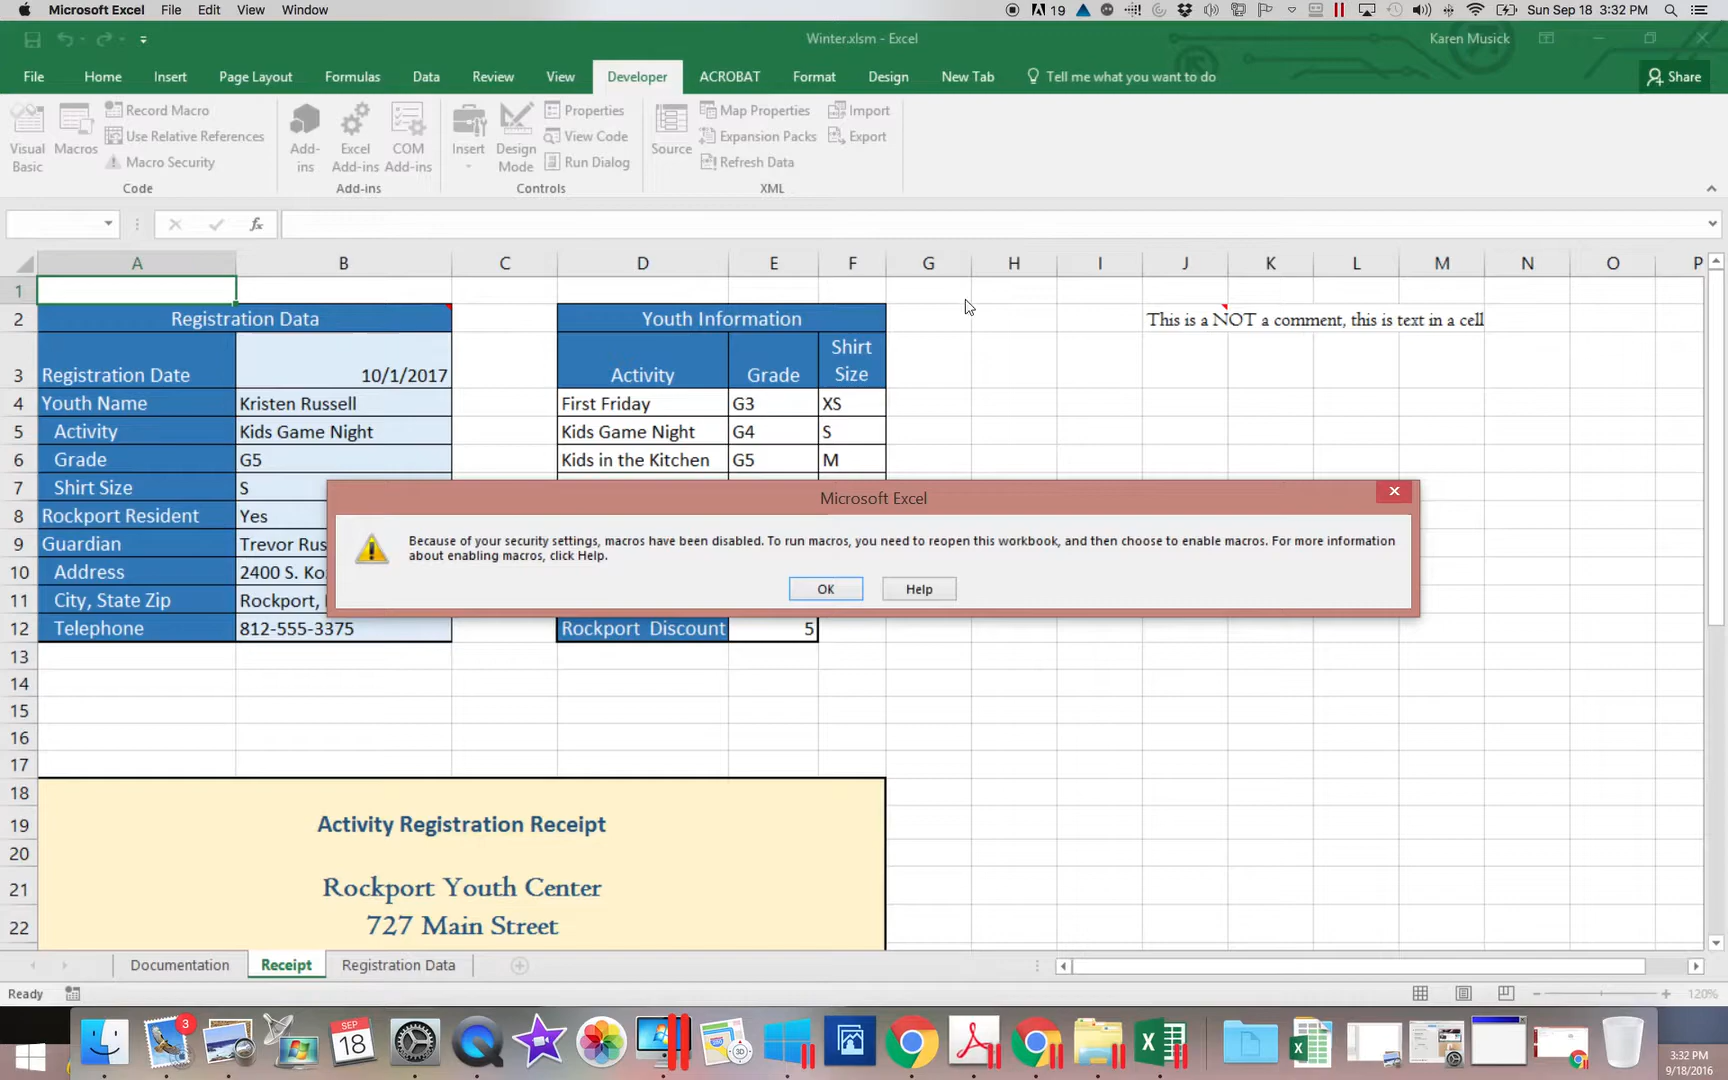 Microsoft Excel File Edit View Window 19 Sun Sep 18 3:32 PM
Winter.xlsm - Excel Karen Musick
File Home Insert Page Layout Formulas Data Review View Developer ACROBAT Format Design New Tab Tell me what you want to do Share
Visual Basic
Macros
Record Macro
Use Relative References
Macro Security
Code
Add-ins
Excel Add-ins
COM Add-ins
Add-ins
Insert
Design Mode
Properties
View Code
Run Dialog
Controls
Source
Map Properties
Expansion Packs
Refresh Data
Import
Export
XML
fx
A B C D E F G H I J K L M N O P
1
2 Registration Data Youth Information This is a NOT a comment, this is text in a cell
3 Registration Date 10/1/2017 Activity Grade Shirt Size
4 Youth Name Kristen Russell First Friday G3 XS
5 Activity Kids Game Night Kids Game Night G4 S
6 Grade G5 Kids in the Kitchen G5 M
7 Shirt Size S
8 Rockport Resident Yes
9 Guardian Trevor Rus
10 Address 2400 S. Ko
11 City, State Zip Rockport,
12 Telephone 812-555-3375 Rockport Discount 5
Microsoft Excel
Because of your security settings, macros have been disabled. To run macros, you need to reopen this workbook, and then choose to enable macros. For more information
about enabling macros, click Help.
OK Help
13
14
15
16
17
18
19 Activity Registration Receipt
20
21 Rockport Youth Center
22 727 Main Street
Documentation Receipt Registration Data
Ready 120%
3
SEP
18
3D
3:32 PM
9/18/2016